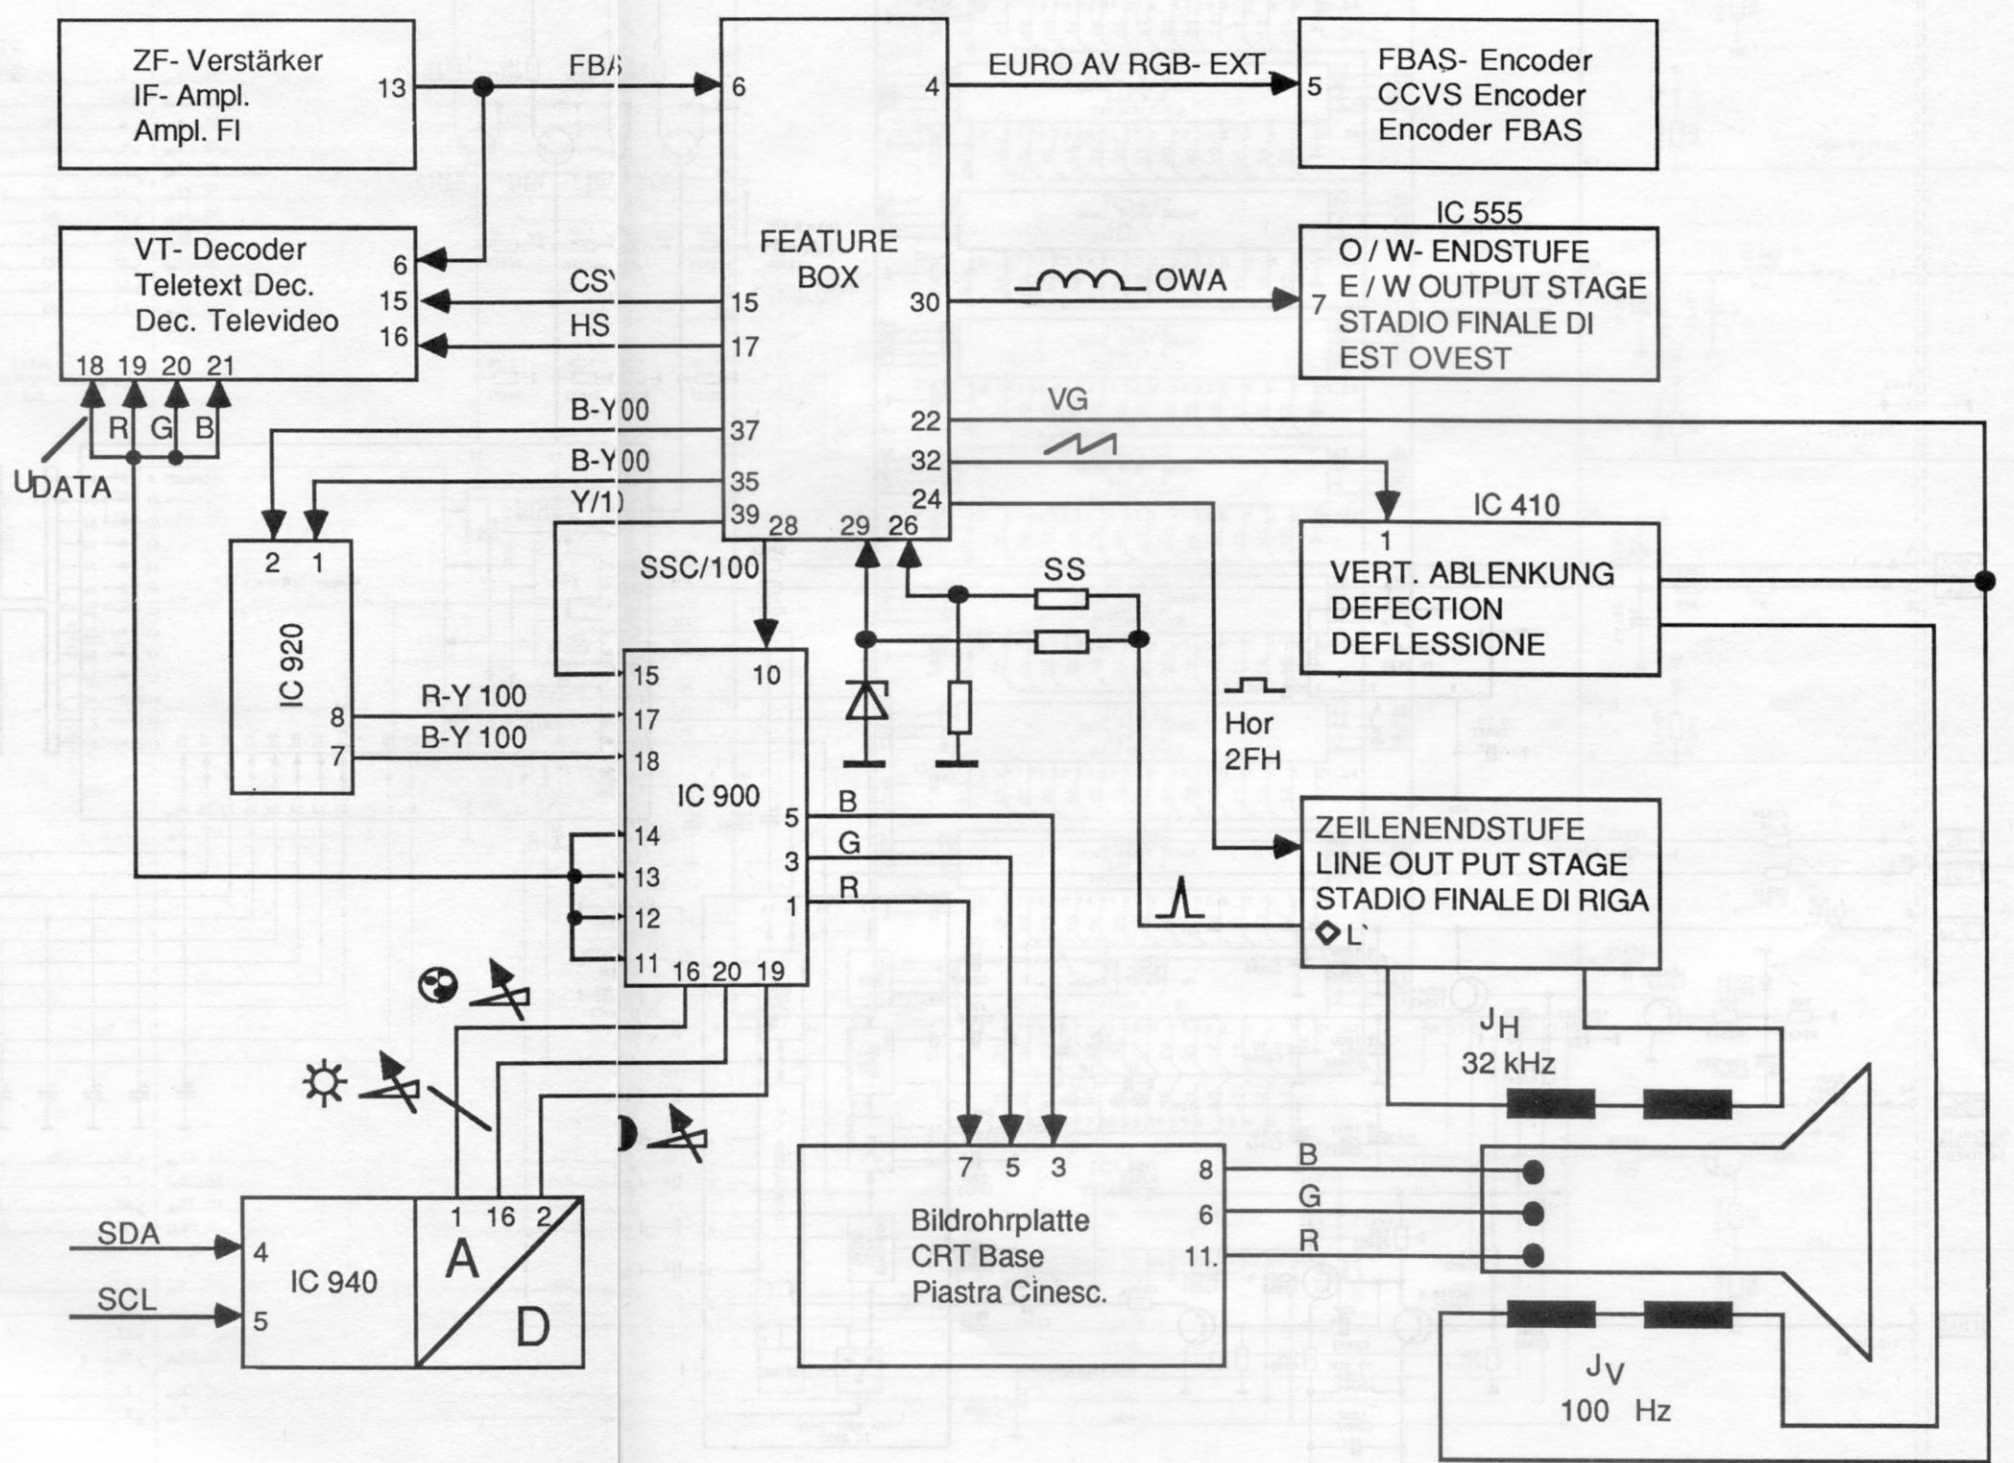 ZF- Verstärker
IF- Ampl.
Ampl. FI
13
FBA
6
4
EURO AV RGB- EXT.
5
FBAS- Encoder
CCVS Encoder
Encoder FBAS
VT- Decoder
Teletext Dec.
Dec. Televideo
6
15
16
18 19 20 21
R G B
UDATA
CSY
HS
FEATURE
BOX
15
17
30
OWA
IC 555
7
O / W- ENDSTUFE
E / W OUTPUT STAGE
STADIO FINALE DI
EST OVEST
B-Y00
37
B-Y00
35
Y/10
39
28
29
26
22
32
24
VG
IC 410
1
VERT. ABLENKUNG
DEFECTION
DEFLESSIONE
SSC/100
SS
2 1
IC 920
8
7
R-Y 100
B-Y 100
15
10
17
18
IC 900
14
13
12
11
16 20 19
5
3
1
B
G
R
Hor
2FH
ZEILENENDSTUFE
LINE OUT PUT STAGE
STADIO FINALE DI RIGA
L`
JH
32 kHz
SDA
SCL
4
5
IC 940
1 16 2
A
D
7 5 3
8
6
11.
Bildrohrplatte
CRT Base
Piastra Cinesc.
B
G
R
JV
100 Hz